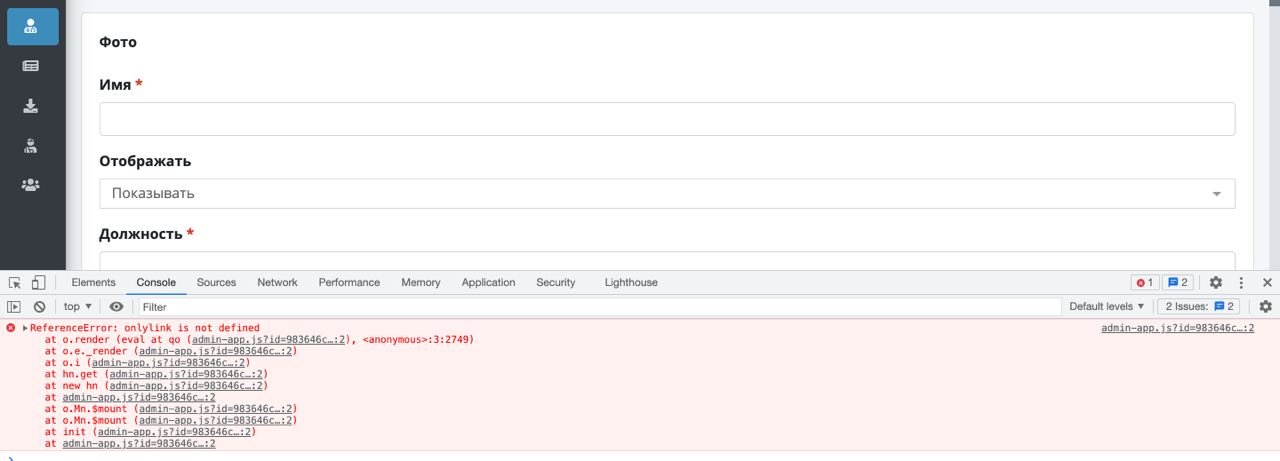 Фото
Имя *
Отображать
Показывать
Должность *
Elements Console Sources Network Performance Memory Application Security Lighthouse 1 2
top Filter Default levels 2 Issues: 2
ReferenceError: onlylink is not defined admin-app.js?id=983646c…:2
at o.render (eval at qo (admin-app.js?id=983646c…:2), <anonymous>:3:2749)
at o.e._render (admin-app.js?id=983646c…:2)
at o.i (admin-app.js?id=983646c…:2)
at hn.get (admin-app.js?id=983646c…:2)
at new hn (admin-app.js?id=983646c…:2)
at admin-app.js?id=983646c…:2
at o.Mn.$mount (admin-app.js?id=983646c…:2)
at o.Mn.$mount (admin-app.js?id=983646c…:2)
at init (admin-app.js?id=983646c…:2)
at admin-app.js?id=983646c…:2